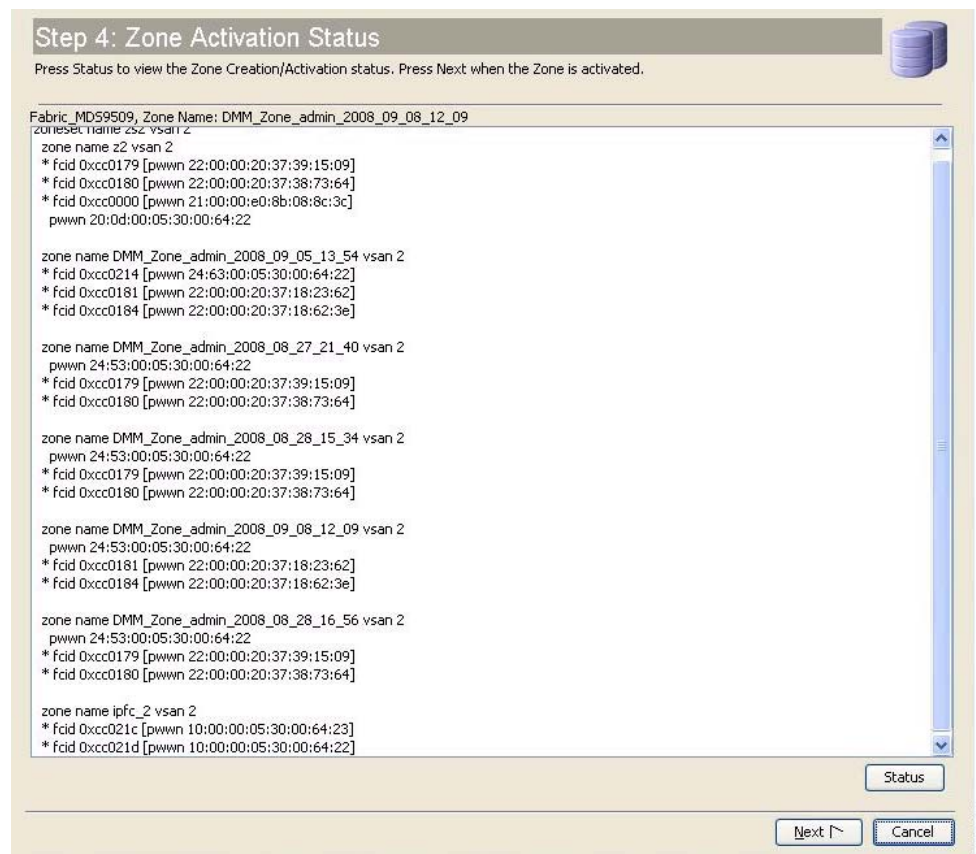 Step 4: Zone Activation Status
Press Status to view the Zone Creation/Activation status. Press Next when the Zone is activated.
Fabric_MDS9509, Zone Name: DMM_Zone_admin_2008_09_08_12_09
zoneset name zs2 vsan 2
zone name z2 vsan 2
* fcid 0xcc0179 [pwwn 22:00:00:20:37:39:15:09]
* fcid 0xcc0180 [pwwn 22:00:00:20:37:38:73:64]
* fcid 0xcc0000 [pwwn 21:00:00:e0:8b:08:8c:3c]
pwwn 20:0d:00:05:30:00:64:22
zone name DMM_Zone_admin_2008_09_05_13_54 vsan 2
* fcid 0xcc0214 [pwwn 24:63:00:05:30:00:64:22]
* fcid 0xcc0181 [pwwn 22:00:00:20:37:18:23:62]
* fcid 0xcc0184 [pwwn 22:00:00:20:37:18:62:3e]
zone name DMM_Zone_admin_2008_08_27_21_40 vsan 2
pwwn 24:53:00:05:30:00:64:22
* fcid 0xcc0179 [pwwn 22:00:00:20:37:39:15:09]
* fcid 0xcc0180 [pwwn 22:00:00:20:37:38:73:64]
zone name DMM_Zone_admin_2008_08_28_15_34 vsan 2
pwwn 24:53:00:05:30:00:64:22
* fcid 0xcc0179 [pwwn 22:00:00:20:37:39:15:09]
* fcid 0xcc0180 [pwwn 22:00:00:20:37:38:73:64]
zone name DMM_Zone_admin_2008_09_08_12_09 vsan 2
pwwn 24:53:00:05:30:00:64:22
* fcid 0xcc0181 [pwwn 22:00:00:20:37:18:23:62]
* fcid 0xcc0184 [pwwn 22:00:00:20:37:18:62:3e]
zone name DMM_Zone_admin_2008_08_28_16_56 vsan 2
pwwn 24:53:00:05:30:00:64:22
* fcid 0xcc0179 [pwwn 22:00:00:20:37:39:15:09]
* fcid 0xcc0180 [pwwn 22:00:00:20:37:38:73:64]
zone name ipfc_2 vsan 2
* fcid 0xcc021c [pwwn 10:00:00:05:30:00:64:23]
* fcid 0xcc021d [pwwn 10:00:00:05:30:00:64:22]
Status
Next
Cancel